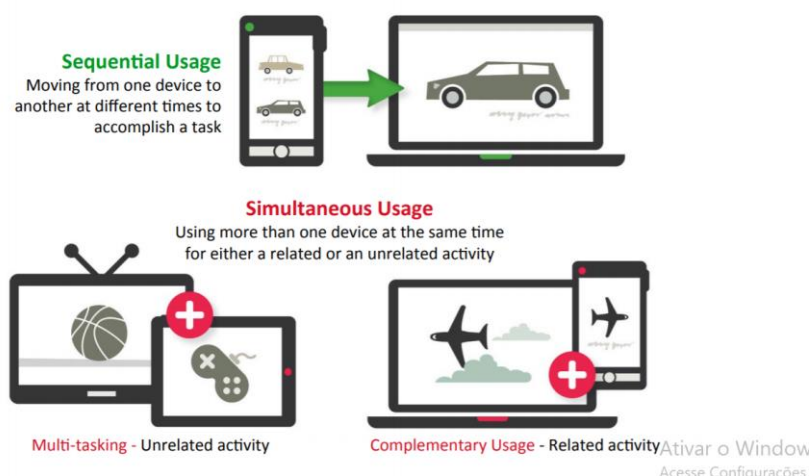 Sequential Usage
Moving from one device to
another at different times to
accomplish a task
Simultaneous Usage
Using more than one device at the same time
for either a related or an unrelated activity
Multi-tasking - Unrelated activity
Complementary Usage - Related activity
Ativar o Window
Acesse Configurações